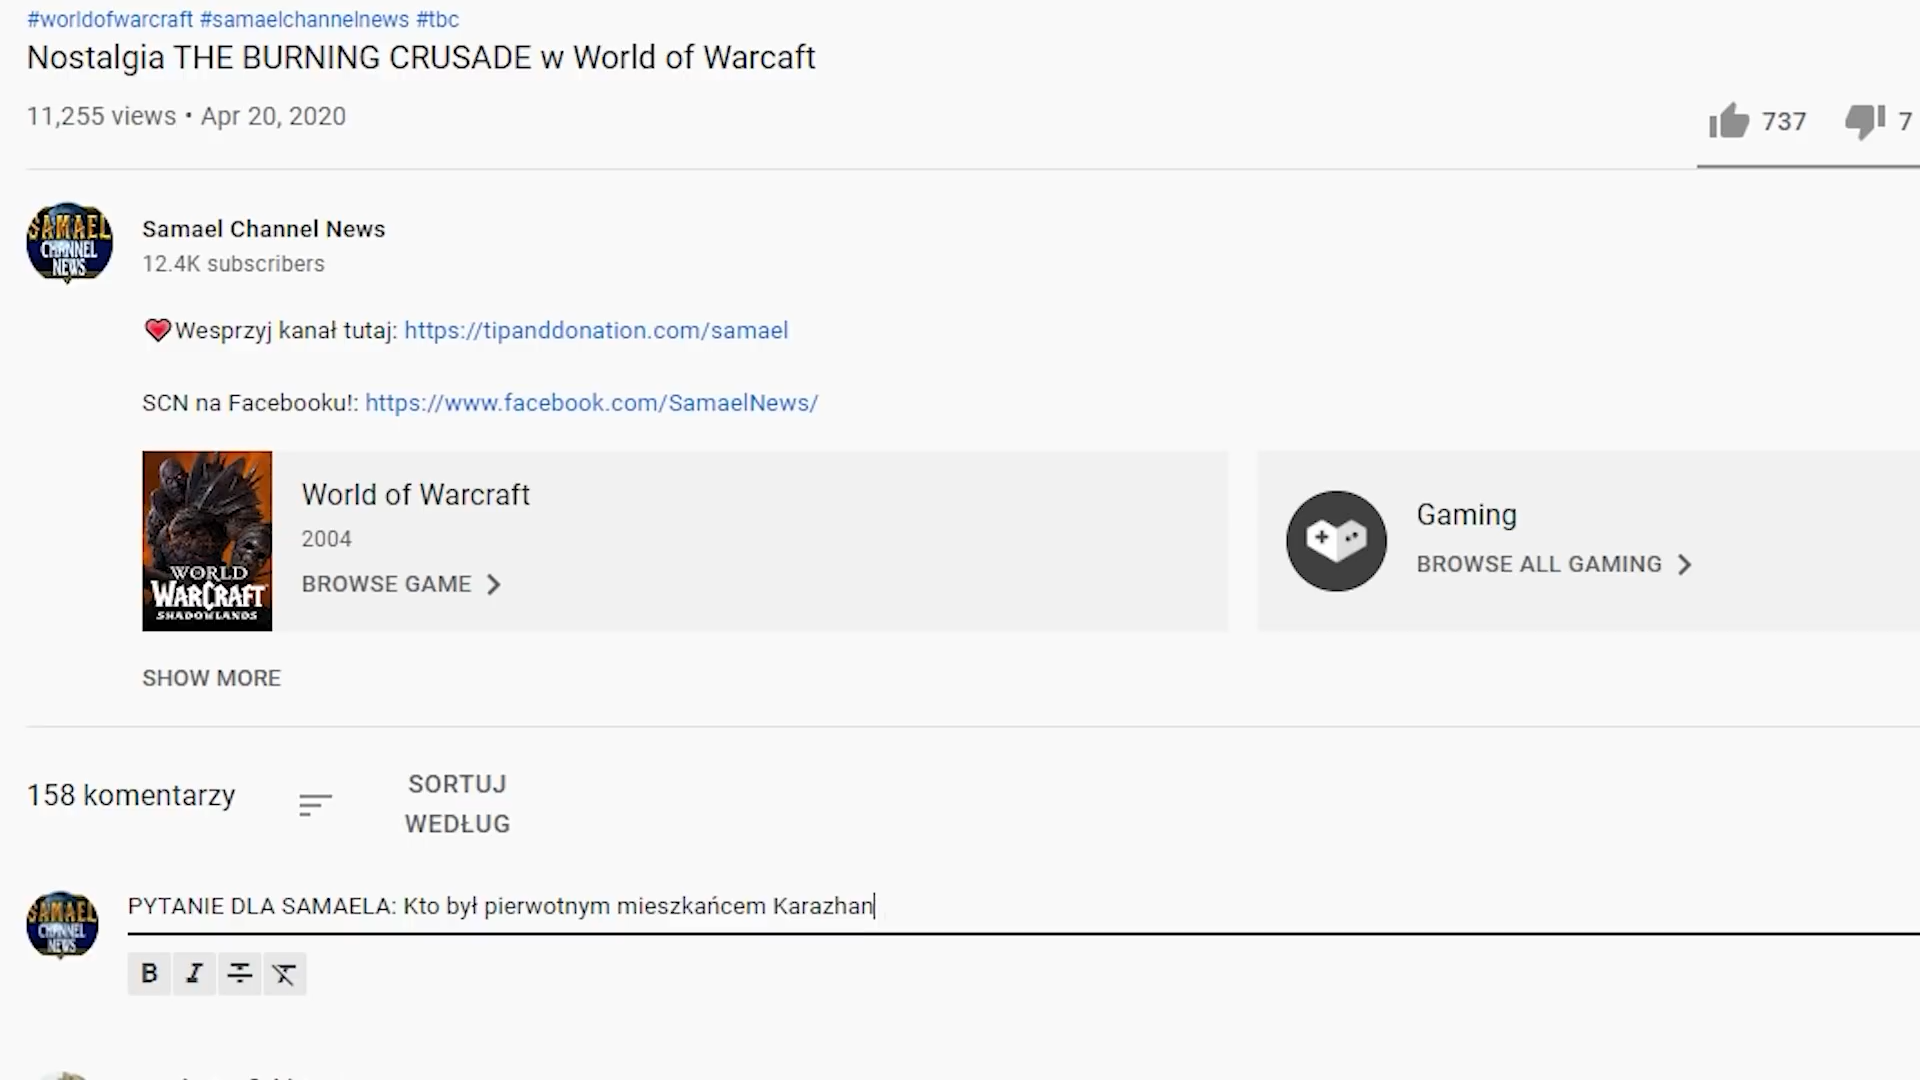 #worldofwarcraft #samaelchannelnews #tbc
Nostalgia THE BURNING CRUSADE w World of Warcaft
11,255 views • Apr 20, 2020
737
7
SAMAEL
CHANNEL
NEWS
Samael Channel News
12.4K subscribers
Wesprzyj kanał tutaj: https://tipanddonation.com/samael
SCN na Facebooku!: https://www.facebook.com/SamaelNews/
WORLD
WARCRAFT
SHADOWLANDS
World of Warcraft
2004
BROWSE GAME
Gaming
BROWSE ALL GAMING
SHOW MORE
158 komentarzy
SORTUJ
WEDŁUG
SAMAEL
CHANNEL
NEWS
PYTANIE DLA SAMAELA: Kto był pierwotnym mieszkańcem Karazhan
B I